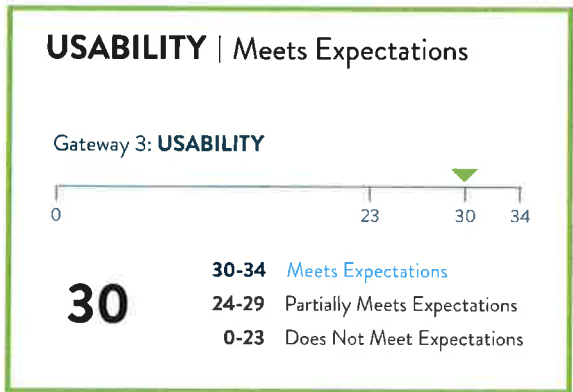 USABILITY | Meets Expectations
Gateway 3: USABILITY
0 23 30 34
30
30-34 Meets Expectations
24-29 Partially Meets Expectations
0-23 Does Not Meet Expectations